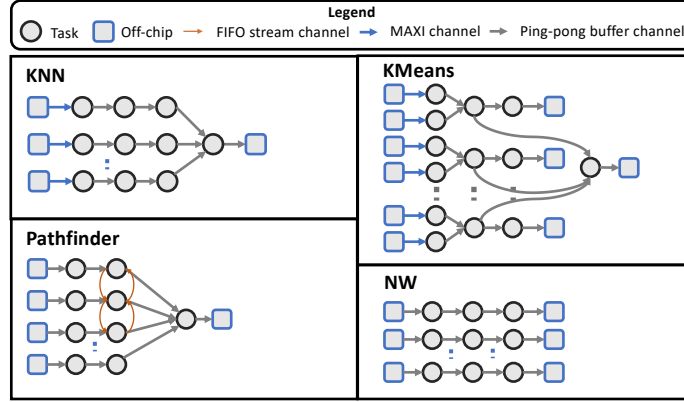 Legend
Task Off-chip FIFO stream channel MAXI channel Ping-pong buffer channel
KNN
KMeans
Pathfinder
NW